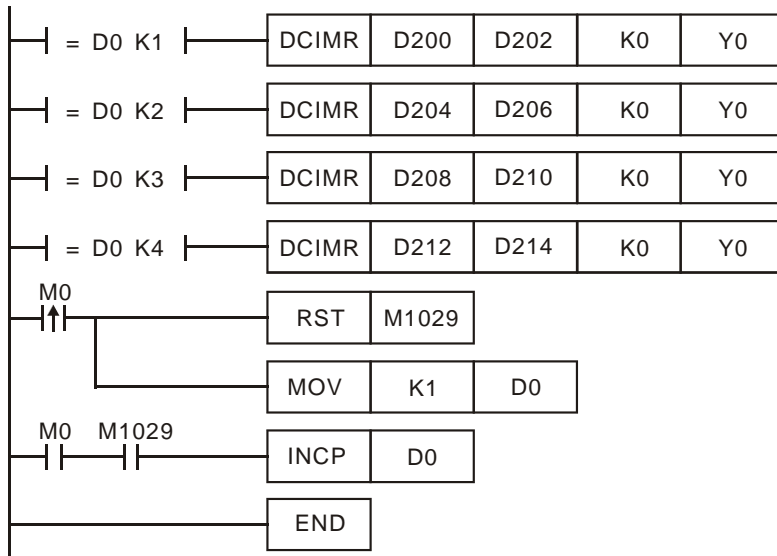 = D0 K1 DCIMR D200 D202 K0 Y0
= D0 K2 DCIMR D204 D206 K0 Y0
= D0 K3 DCIMR D208 D210 K0 Y0
= D0 K4 DCIMR D212 D214 K0 Y0
M0
RST M1029
MOV K1 D0
M0 M1029
INCP D0
END